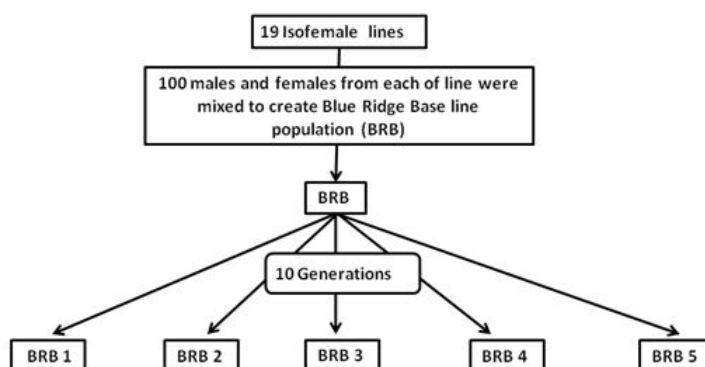 19 Isofemale lines
100 males and females from each of line were
mixed to create Blue Ridge Base line
population (BRB)
BRB
10 Generations
BRB 1
BRB 2
BRB 3
BRB 4
BRB 5